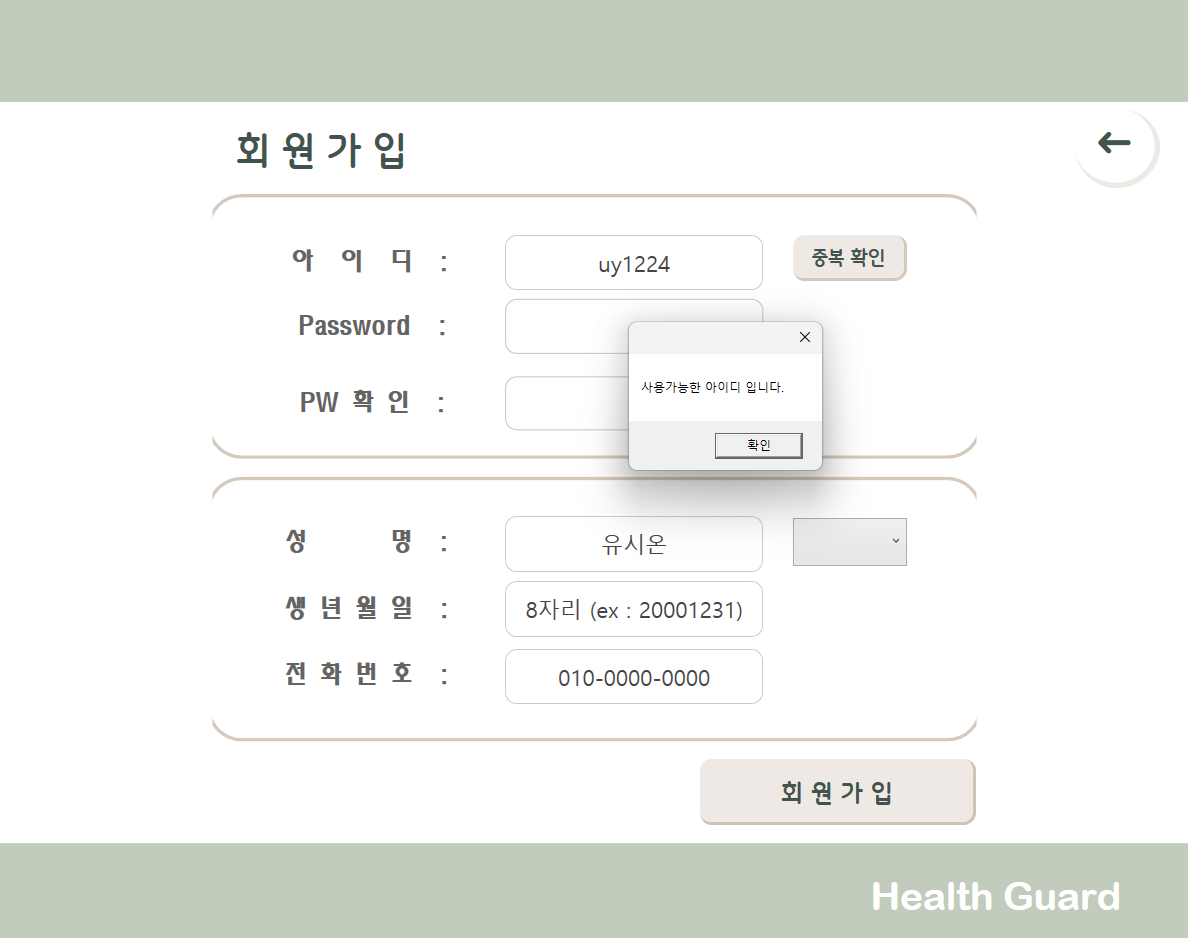 회 원 가 입
아 이 디 :
uy1224
중복 확인
Password :
PW 확 인 :
사용가능한 아이디 입니다.
확인
성 명 :
유시온
생 년 월 일 :
8자리 (ex : 20001231)
전 화 번 호 :
010-0000-0000
회 원 가 입
Health Guard